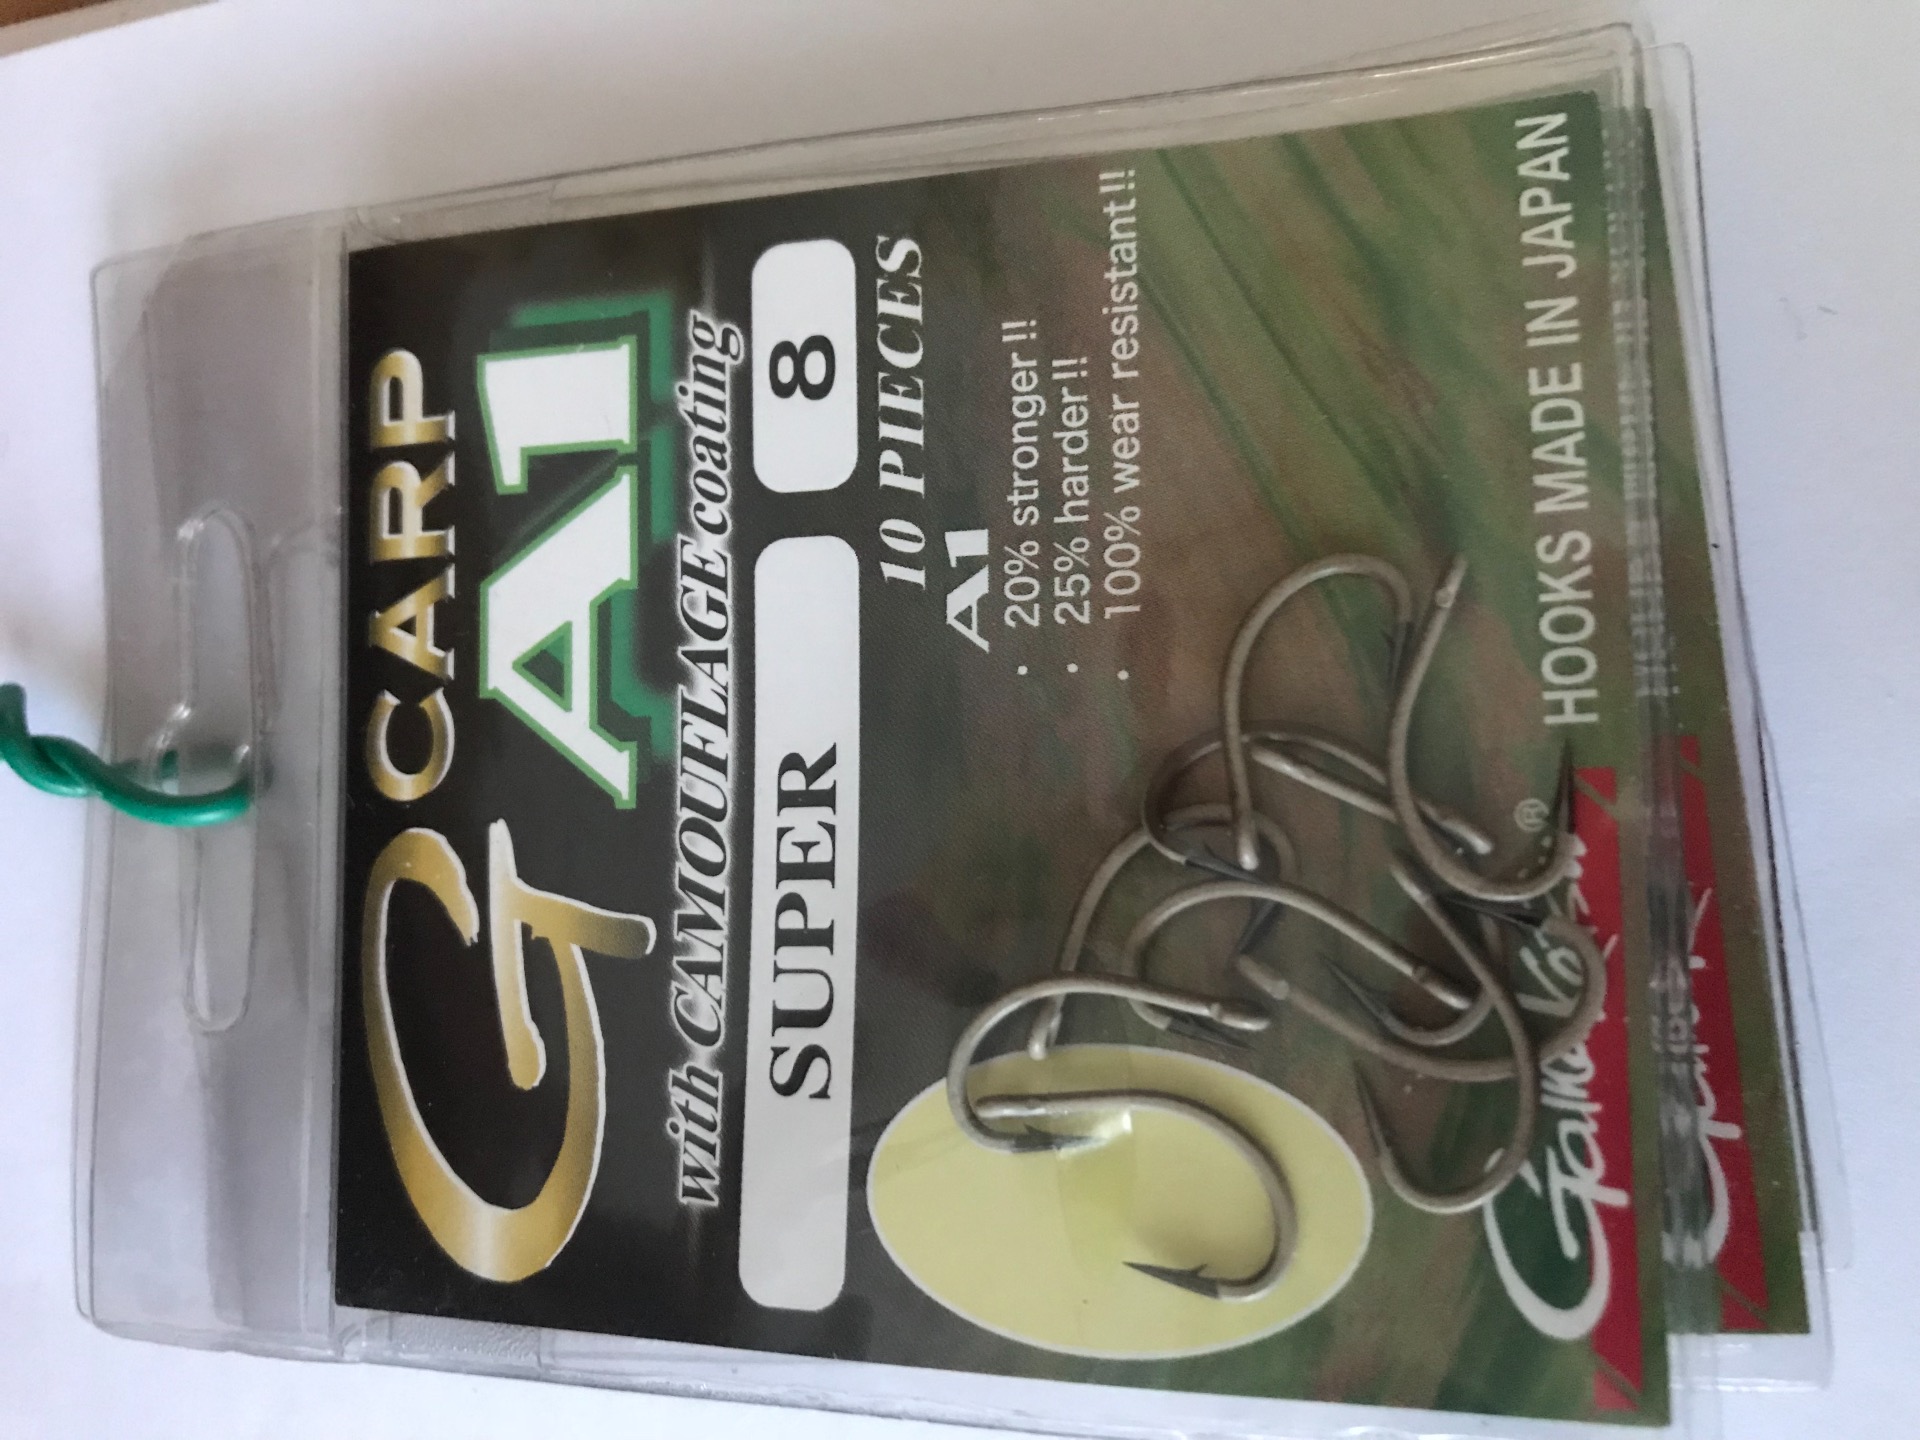 G CARP
A1
with CAMOUFLAGE coating
SUPER 8
10 PIECES
A1
· 20% stronger!!
· 25% harder!!
· 100% wear resistant!!
HOOKS MADE IN JAPAN
Gamakatsu®